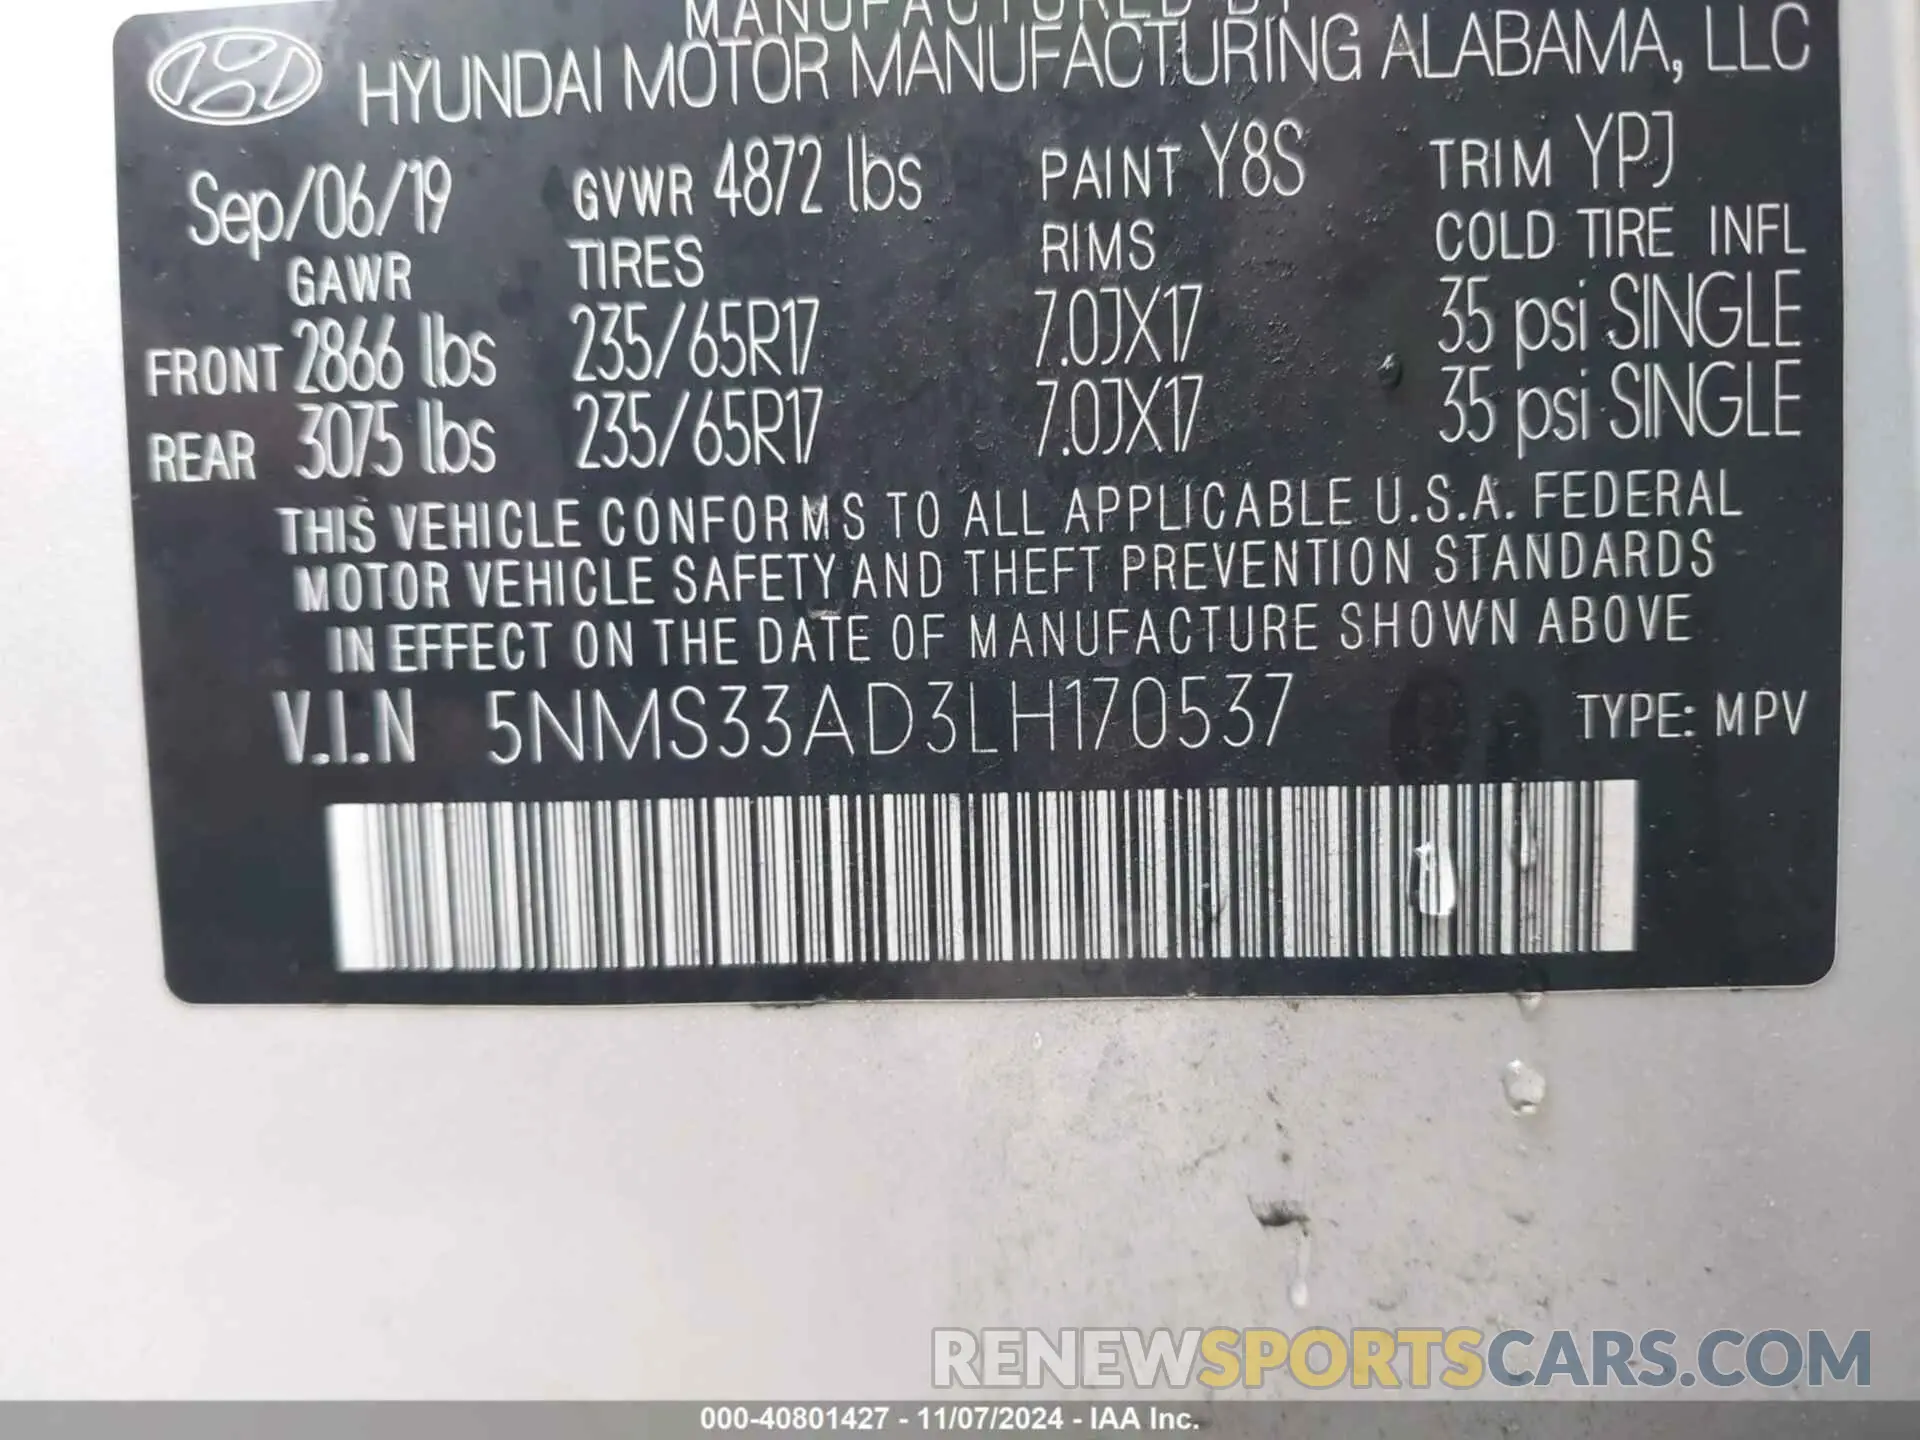 MANUFACTURED BY
HYUNDAI MOTOR MANUFACTURING ALABAMA, LLC
Sep/06/19 GVWR 4872 lbs PAINT Y8S TRIM YPJ
GAWR TIRES RIMS COLD TIRE INFL
FRONT 2866 lbs 235/65R17 7.0JX17 35 psi SINGLE
REAR 3075 lbs 235/65R17 7.0JX17 35 psi SINGLE
THIS VEHICLE CONFORMS TO ALL APPLICABLE U.S.A. FEDERAL
MOTOR VEHICLE SAFETY AND THEFT PREVENTION STANDARDS
IN EFFECT ON THE DATE OF MANUFACTURE SHOWN ABOVE
V.I.N 5NMS33AD3LH170537 TYPE: MPV
RENEWSPORTSCARS.COM
000-40801427 - 11/07/2024 - IAA Inc.